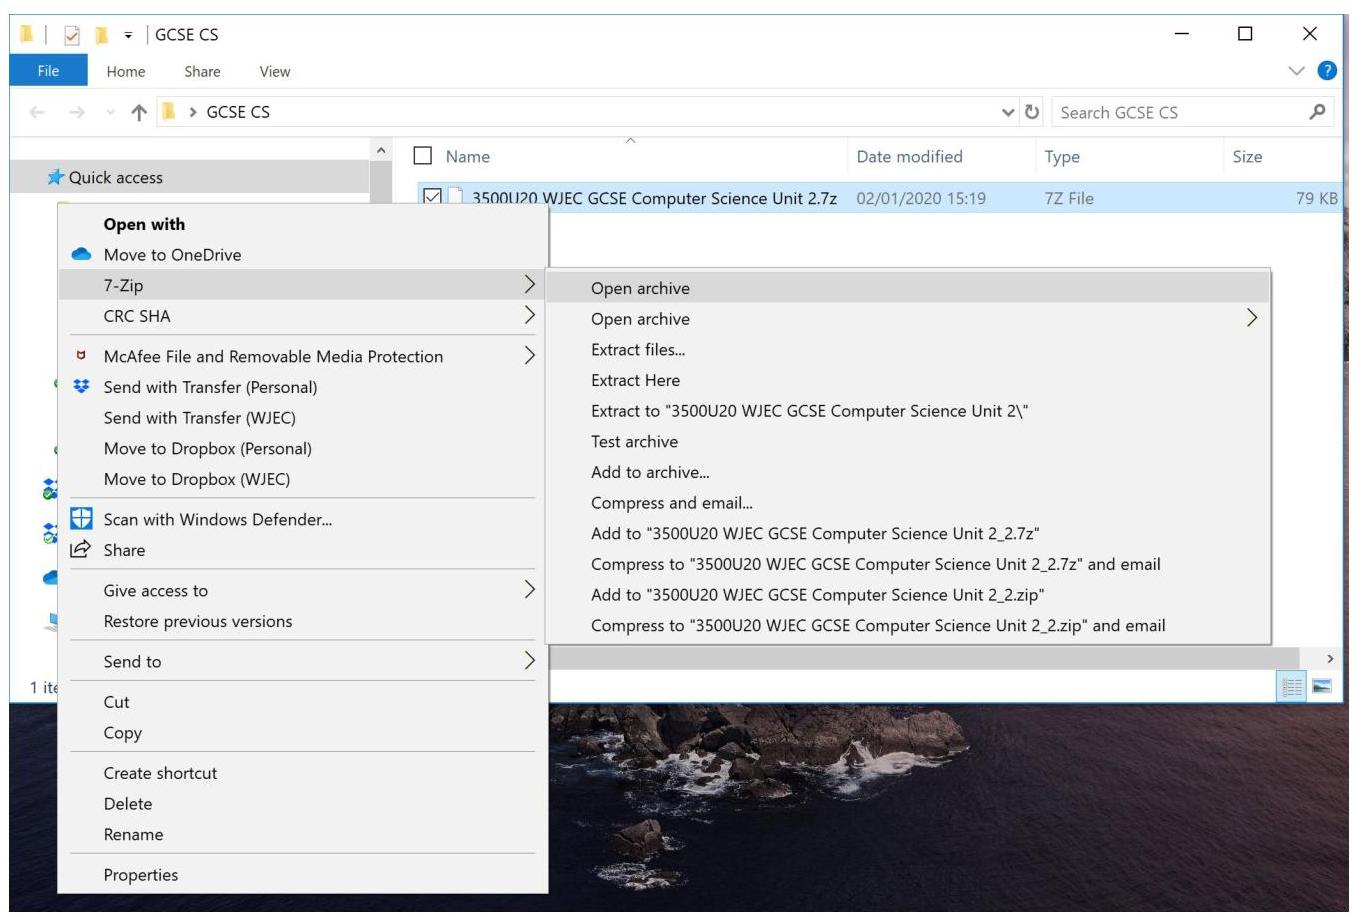 GCSE CS
File Home Share View
GCSE CS
Search GCSE CS
Name Date modified Type Size
Quick access
3500U20 WJEC GCSE Computer Science Unit 2.7z 02/01/2020 15:19 7Z File 79 KB
Open with
Move to OneDrive
7-Zip
CRC SHA
McAfee File and Removable Media Protection
Send with Transfer (Personal)
Send with Transfer (WJEC)
Move to Dropbox (Personal)
Move to Dropbox (WJEC)
Scan with Windows Defender...
Share
Give access to
Restore previous versions
Send to
Cut
Copy
Create shortcut
Delete
Rename
Properties
Open archive
Open archive
Extract files...
Extract Here
Extract to "3500U20 WJEC GCSE Computer Science Unit 2\"
Test archive
Add to archive...
Compress and email...
Add to "3500U20 WJEC GCSE Computer Science Unit 2_2.7z"
Compress to "3500U20 WJEC GCSE Computer Science Unit 2_2.7z" and email
Add to "3500U20 WJEC GCSE Computer Science Unit 2_2.zip"
Compress to "3500U20 WJEC GCSE Computer Science Unit 2_2.zip" and email
1